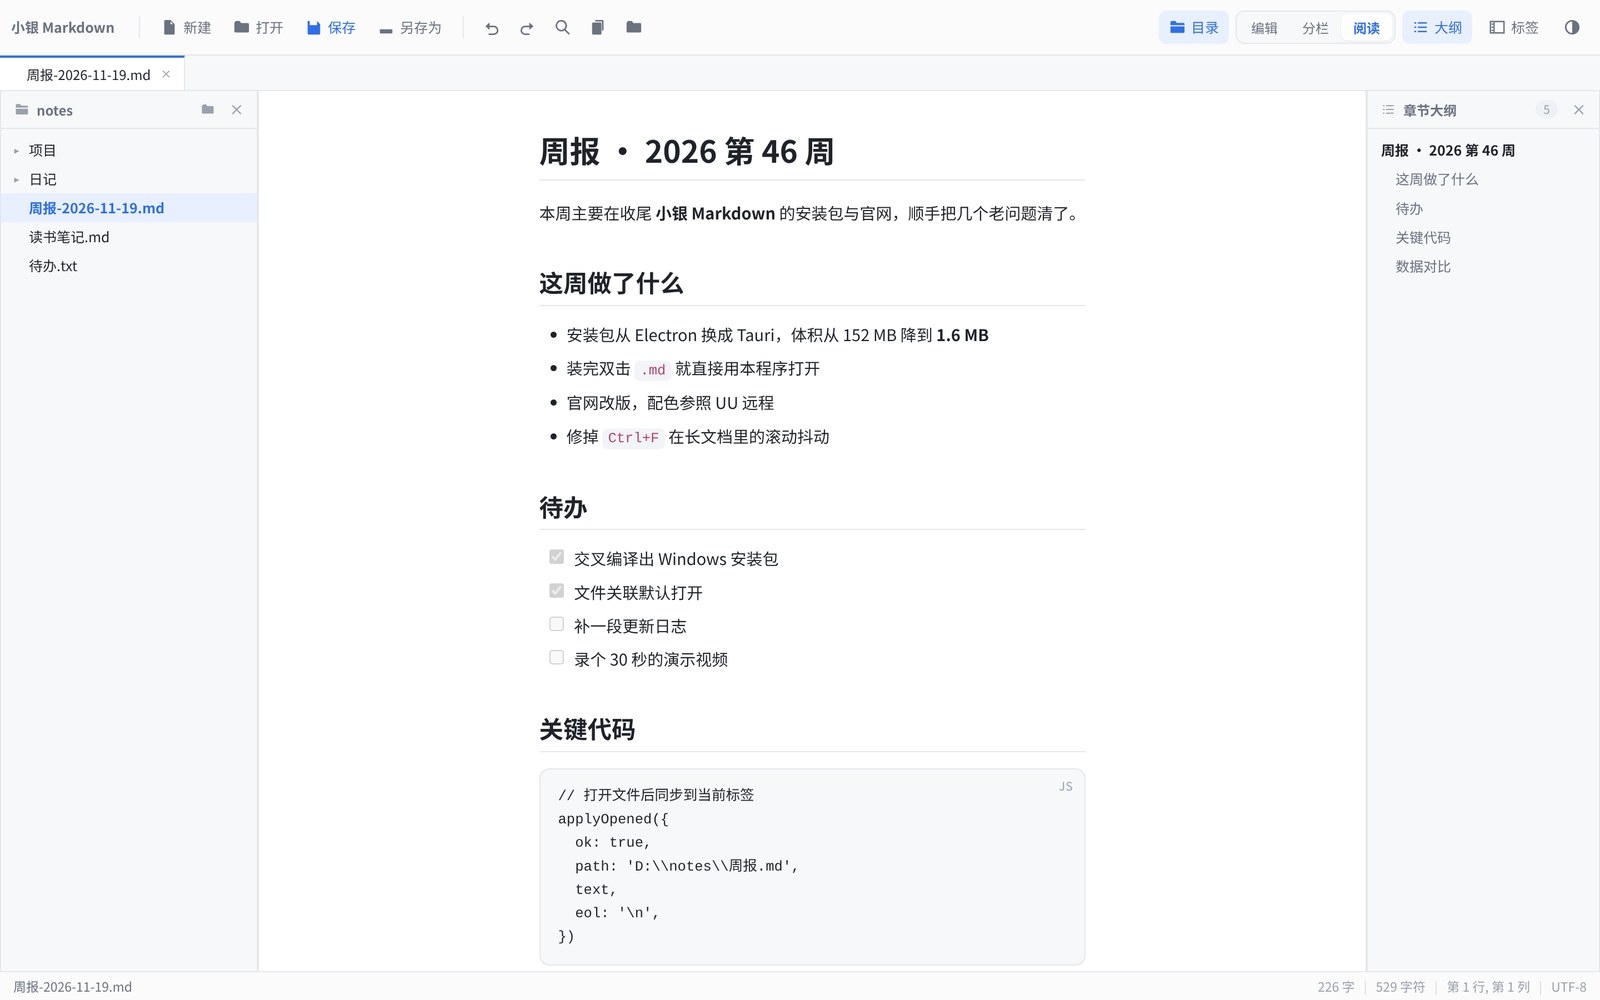 小银 Markdown 新建 打开 保存 另存为 目录 编辑 分栏 阅读 大纲 标签
周报-2026-11-19.md ×
notes
项目
日记
周报-2026-11-19.md
读书笔记.md
待办.txt
周报 · 2026 第 46 周
本周主要在收尾 小银 Markdown 的安装包与官网，顺手把几个老问题清了。
这周做了什么
• 安装包从 Electron 换成 Tauri，体积从 152 MB 降到 1.6 MB
• 装完双击 .md 就直接用本程序打开
• 官网改版，配色参照 UU 远程
• 修掉 Ctrl+F 在长文档里的滚动抖动
待办
交叉编译出 Windows 安装包
文件关联默认打开
补一段更新日志
录个 30 秒的演示视频
关键代码
JS
// 打开文件后同步到当前标签
applyOpened({
  ok: true,
  path: 'D:\\notes\\周报.md',
  text,
  eol: '\n',
})
章节大纲 5
周报 · 2026 第 46 周
这周做了什么
待办
关键代码
数据对比
周报-2026-11-19.md 226 字 529 字符 第 1 行, 第 1 列 UTF-8